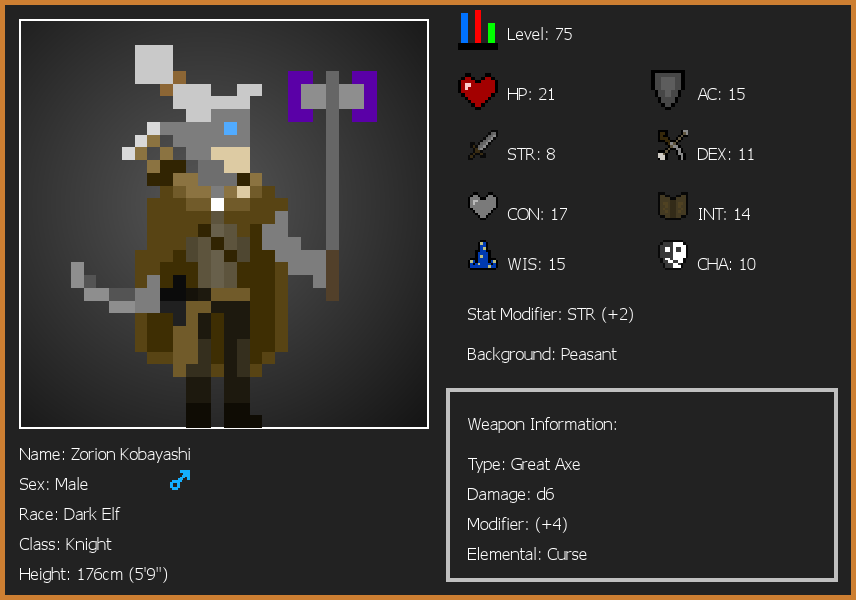 Level: 75
HP: 21
AC: 15
STR: 8
DEX: 11
CON: 17
INT: 14
WIS: 15
CHA: 10
Stat Modifier: STR (+2)
Background: Peasant
Weapon Information:
Type: Great Axe
Damage: d6
Modifier: (+4)
Elemental: Curse
Name: Zorion Kobayashi
Sex: Male
Race: Dark Elf
Class: Knight
Height: 176cm (5'9")